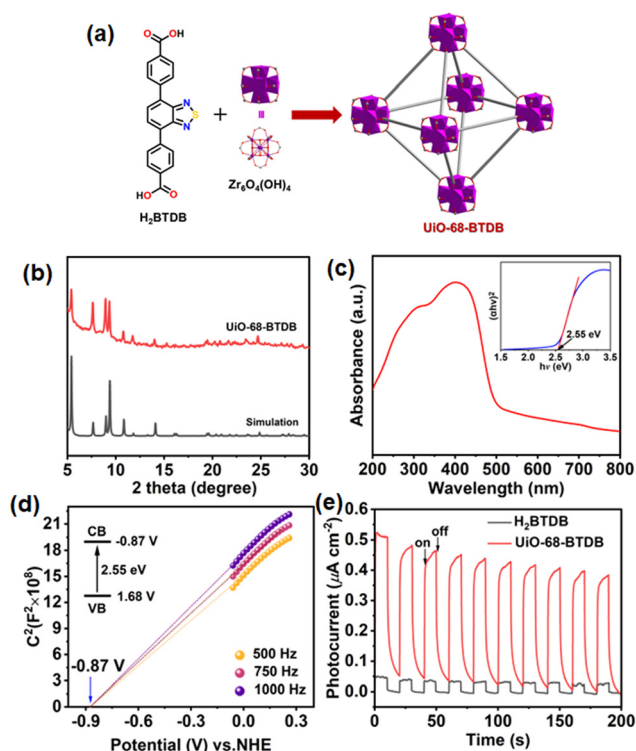 (a)
OH
O
N
S
N
HO
O
H₂BTDB
+
III
Zr₆O₄(OH)₄
UiO-68-BTDB
(b)
UiO-68-BTDB
Simulation
5 10 15 20 25 30
2 theta (degree)
(c)
Absorbance (a.u.)
(αhν)²
2.55 eV
1.5 2.5 3.5
hν (eV)
200 300 400 500 600 700 800
Wavelength (nm)
(d)
C²(F²×10⁸)
21
18
15
12
9
6
3
0
CB
-0.87 V
2.55 eV
VB
1.68 V
-0.87 V
500 Hz
750 Hz
1000 Hz
-0.9 -0.6 -0.3 0.0 0.3
Potential (V) vs.NHE
(e)
Photocurrent (μA cm⁻²)
0.6
0.5
0.4
0.3
0.2
0.1
0.0
off
on
H₂BTDB
UiO-68-BTDB
0 50 100 150 200
Time (s)